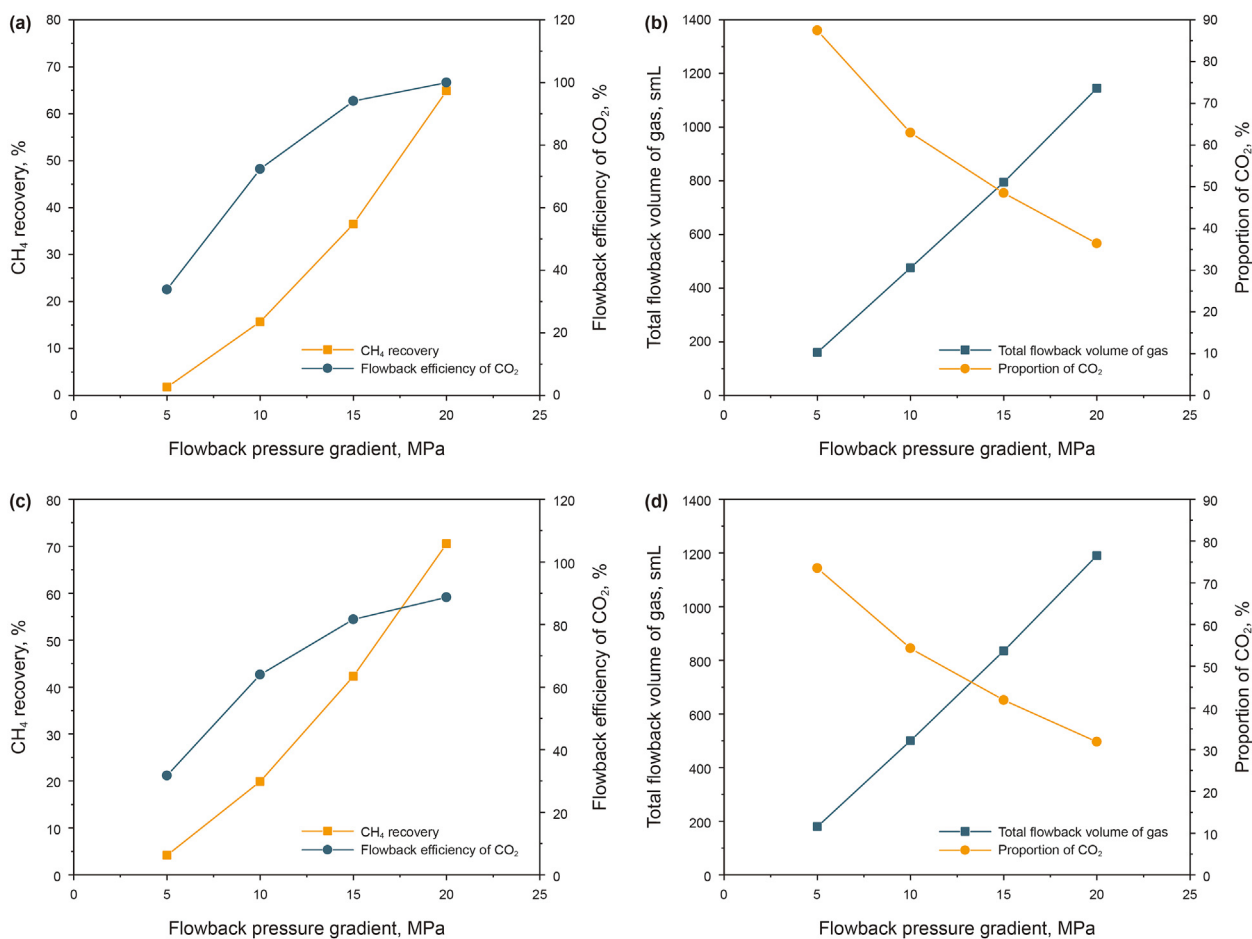 (a)
80
70
60
50
40
30
20
10
0
CH₄ recovery, %
120
100
80
60
40
20
0
Flowback efficiency of CO₂, %
CH₄ recovery
Flowback efficiency of CO₂
0 5 10 15 20 25
Flowback pressure gradient, MPa
(b)
1400
1200
1000
800
600
400
200
0
Total flowback volume of gas, smL
90
80
70
60
50
40
30
20
10
0
Proportion of CO₂, %
Total flowback volume of gas
Proportion of CO₂
0 5 10 15 20 25
Flowback pressure gradient, MPa
(c)
80
70
60
50
40
30
20
10
0
CH₄ recovery, %
120
100
80
60
40
20
0
Flowback efficiency of CO₂, %
CH₄ recovery
Flowback efficiency of CO₂
0 5 10 15 20 25
Flowback pressure gradient, MPa
(d)
1400
1200
1000
800
600
400
200
0
Total flowback volume of gas, smL
90
80
70
60
50
40
30
20
10
0
Proportion of CO₂, %
Total flowback volume of gas
Proportion of CO₂
0 5 10 15 20 25
Flowback pressure gradient, MPa